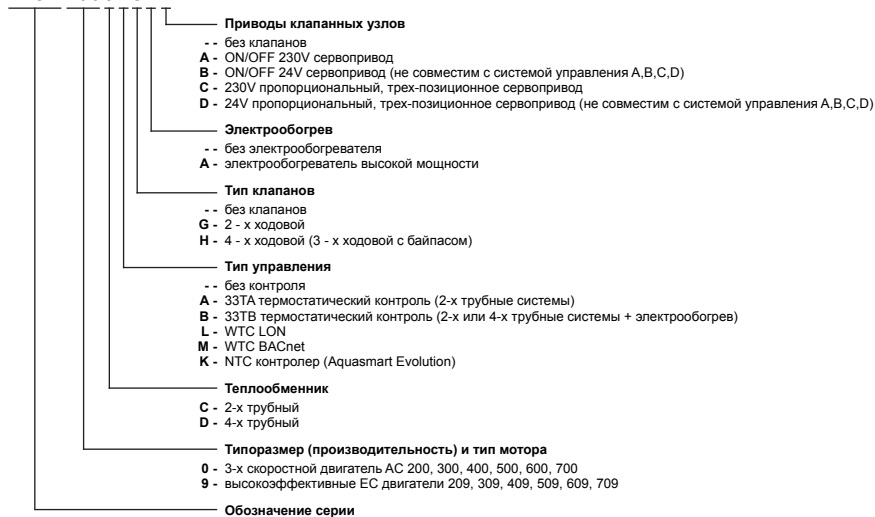 Приводы клапанных узлов
- - без клапанов
A - ON/OFF 230V сервопривод
B - ON/OFF 24V сервопривод (не совместим с системой управления A,B,C,D)
C - 230V пропорциональный, трех-позиционное сервопривод
D - 24V пропорциональный, трех-позиционное сервопривод (не совместим с системой управления A,B,C,D)
Электрообогрев
- - без электрообогревателя
A - электрообогреватель высокой мощности
Тип клапанов
- - без клапанов
G - 2 - х ходовой
H - 4 - х ходовой (3 - х ходовой с байпасом)
Тип управления
- - без контроля
A - 33TA термостатический контроль (2-х трубные системы)
B - 33TB термостатический контроль (2-х или 4-х трубные системы + электрообогрев)
L - WTC LON
M - WTC BACnet
K - NTC контролер (Aquasmart Evolution)
Теплообменник
C - 2-х трубный
D - 4-х трубный
Типоразмер (производительность) и тип мотора
0 - 3-х скоростной двигатель AC 200, 300, 400, 500, 600, 700
9 - высокоэффективные EC двигатели 209, 309, 409, 509, 609, 709
Обозначение серии